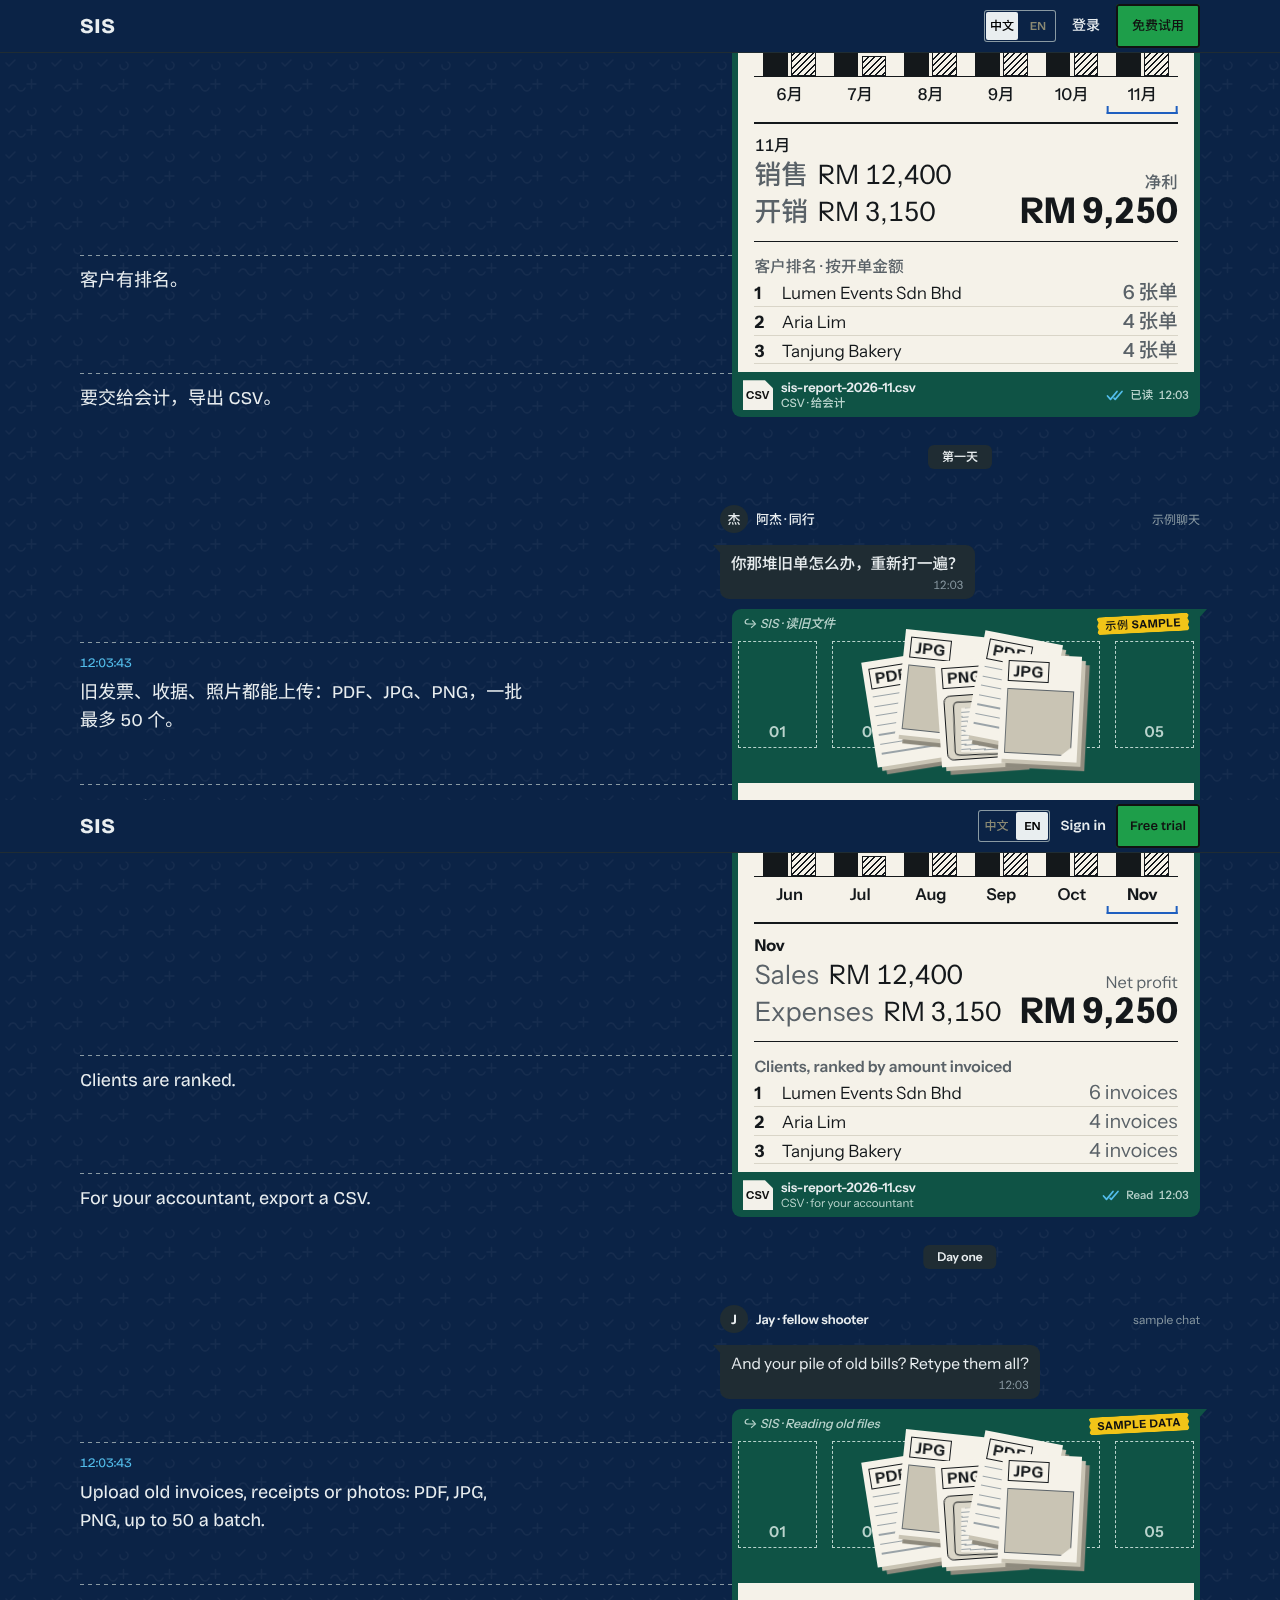 SIS
中文 EN 登录 免费试用
6月 7月 8月 9月 10月 11月
11月
销售 RM 12,400
净利
开销 RM 3,150
RM 9,250
客户有排名。
客户排名·按开单金额
1 Lumen Events Sdn Bhd 6 张单
2 Aria Lim 4 张单
3 Tanjung Bakery 4 张单
要交给会计，导出 CSV。
CSV sis-report-2026-11.csv
CSV·给会计
已读 12:03
第一天
杰 阿杰·同行 示例聊天
你那堆旧单怎么办，重新打一遍？
12:03
↪ SIS·读旧文件 示例 SAMPLE
JPG PDF JPG PDF PNG
01 05
12:03:43
旧发票、收据、照片都能上传：PDF、JPG、PNG，一批
最多 50 个。
SIS
中文 EN Sign in Free trial
Jun Jul Aug Sep Oct Nov
Nov
Sales RM 12,400
Net profit
Expenses RM 3,150
RM 9,250
Clients are ranked.
Clients, ranked by amount invoiced
1 Lumen Events Sdn Bhd 6 invoices
2 Aria Lim 4 invoices
3 Tanjung Bakery 4 invoices
For your accountant, export a CSV.
CSV sis-report-2026-11.csv
CSV·for your accountant
Read 12:03
Day one
J Jay·fellow shooter sample chat
And your pile of old bills? Retype them all?
12:03
↪ SIS·Reading old files SAMPLE DATA
JPG PDF JPG PDF PNG
01 05
12:03:43
Upload old invoices, receipts or photos: PDF, JPG,
PNG, up to 50 a batch.